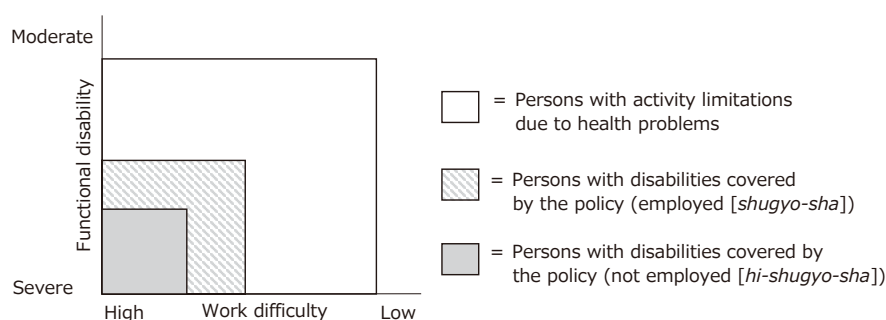 Moderate
Functional disability
Severe
High
Work difficulty
Low
= Persons with activity limitations
due to health problems
= Persons with disabilities covered
by the policy (employed [shugyo-sha])
= Persons with disabilities covered by
the policy (not employed [hi-shugyo-sha])